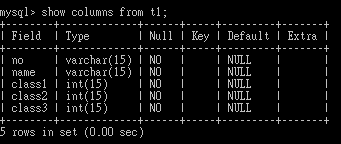 mysql> show columns from t1;
+--------+-------------+------+-----+---------+-------+
| Field  | Type        | Null | Key | Default | Extra |
+--------+-------------+------+-----+---------+-------+
| no     | varchar(15) | NO   |     | NULL    |       |
| name   | varchar(15) | NO   |     | NULL    |       |
| class1 | int(15)     | NO   |     | NULL    |       |
| class2 | int(15)     | NO   |     | NULL    |       |
| class3 | int(15)     | NO   |     | NULL    |       |
+--------+-------------+------+-----+---------+-------+
5 rows in set (0.00 sec)